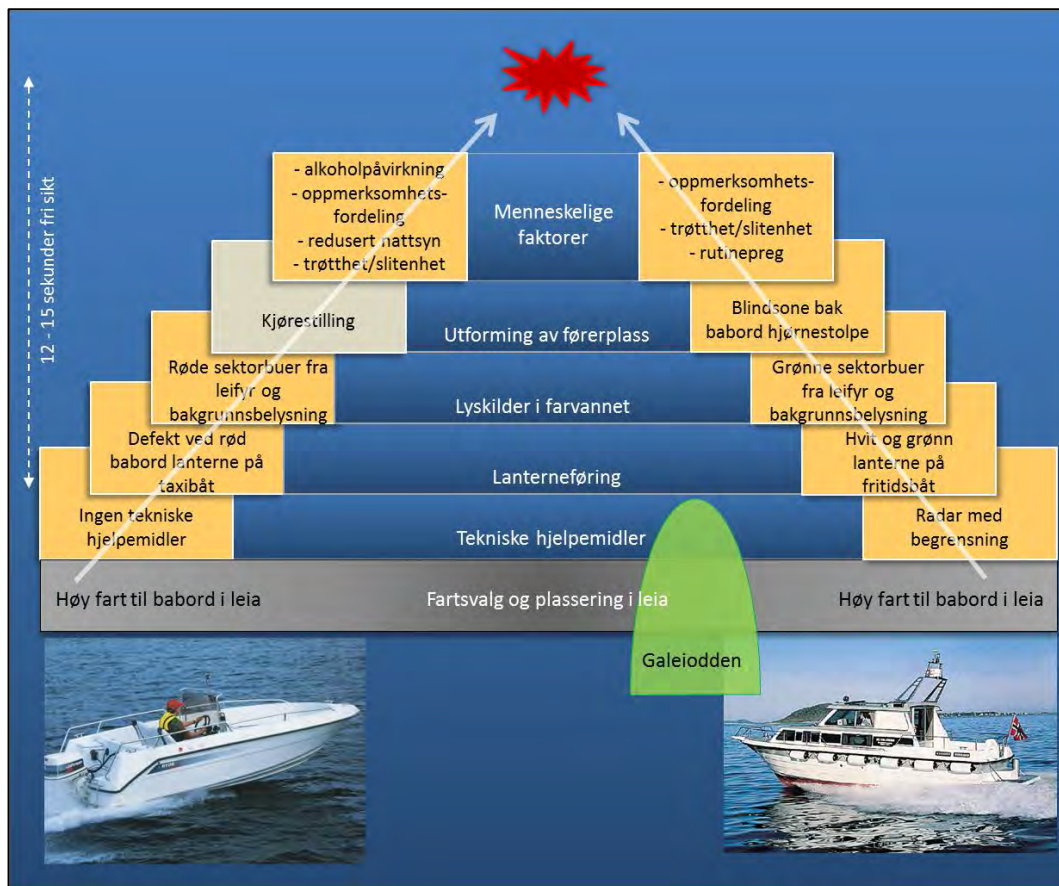 12 - 15 sekunder fri sikt
- alkoholpåvirkning
- oppmerksomhets-
fordeling
- redusert nattsyn
- trøtthet/slitenhet
Menneskelige
faktorer
- oppmerksomhets-
fordeling
- trøtthet/slitenhet
- rutinepreg
Kjørestilling
Utforming av førerplass
Blindsone bak
babord hjørnestolpe
Røde sektorbuer fra
leifyr og
bakgrunnsbelysning
Lyskilder i farvannet
Grønne sektorbuer
fra leifyr og
bakgrunnsbelysning
Defekt ved rød
babord lanterne på
taxibåt
Lanterneføring
Hvit og grønn
lanterne på
fritidsbåt
Ingen tekniske
hjelpemidler
Tekniske hjelpemidler
Radar med
begrensning
Høy fart til babord i leia
Fartsvalg og plassering i leia
Høy fart til babord i leia
Galeiodden